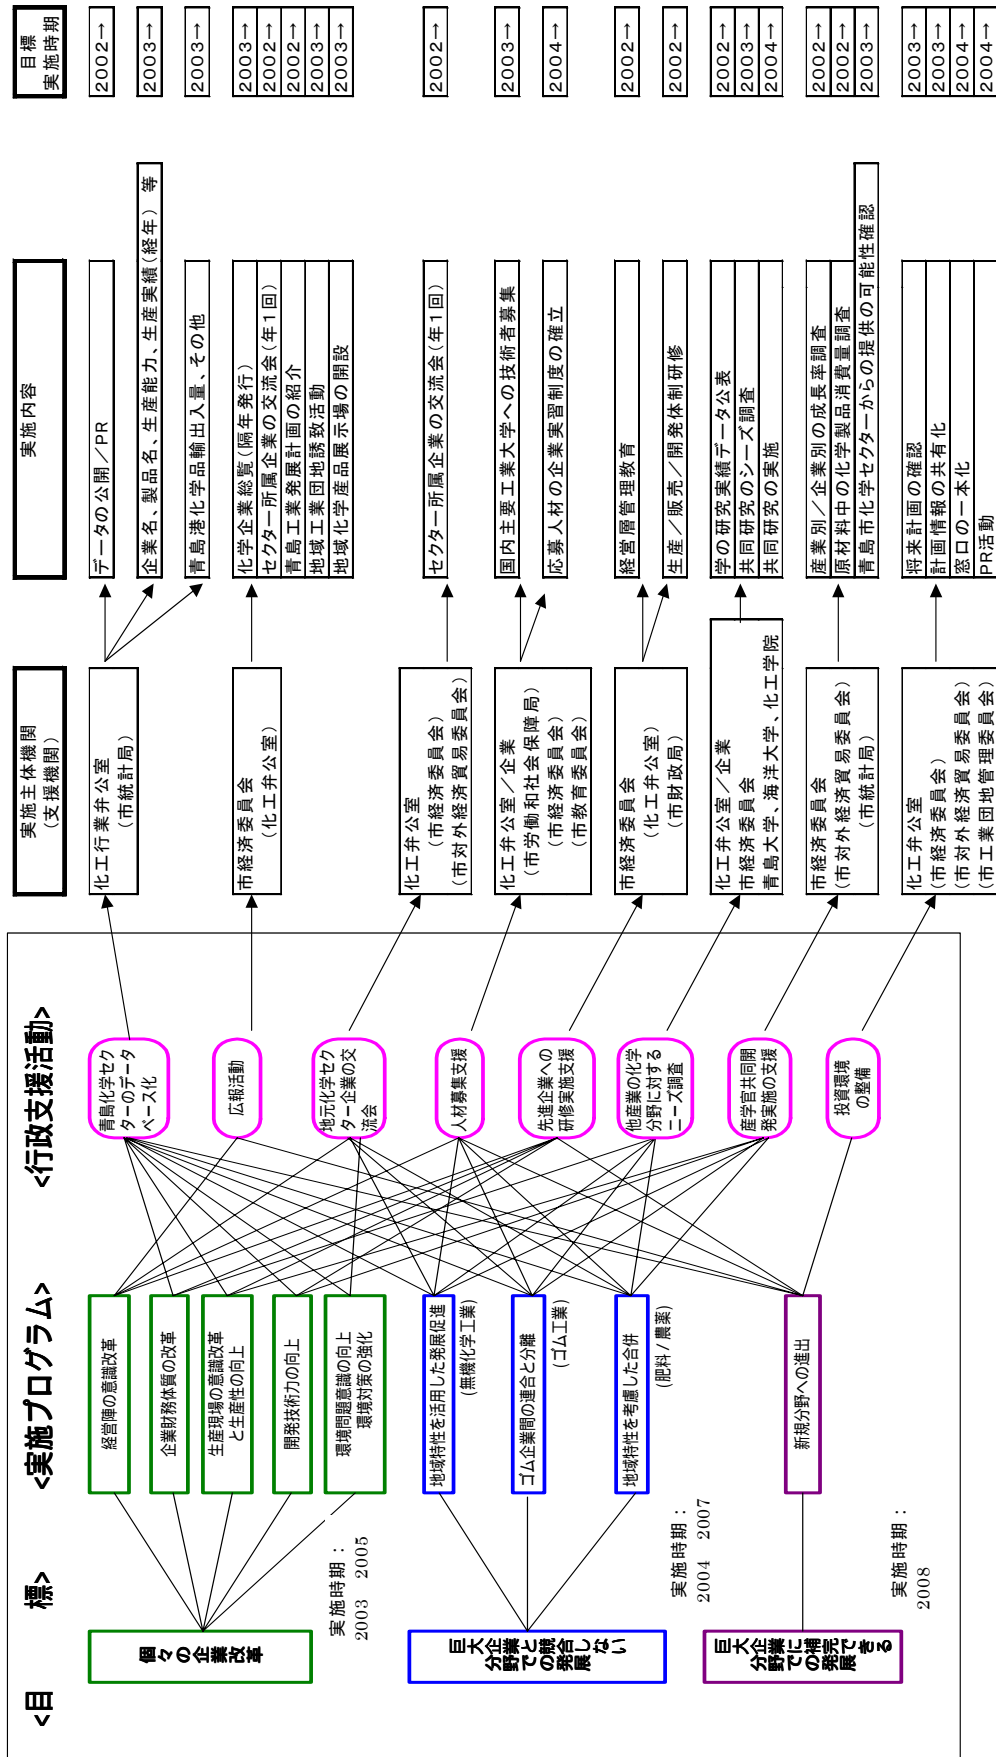 <目　　標>
<実施プログラム>
<行政支援活動>
実施主体機関
(支援機関)
実施内容
目標
実施時期
個々の企業改革
実施時期：
2003　2005
巨大企業と競合しない
分野での発展
実施時期：
2004　2007
巨大企業に補完できる
分野での発展
実施時期：
2008
経営陣の意識改革
企業財務体質の改革
生産現場の意識改革
と生産性の向上
開発技術力の向上
環境問題意識の向上
環境対策の強化
地域特性を活用した発展促進
(無機化学工業)
ゴム企業間の連合と分離
(ゴム工業)
地域特性を考慮した合併
(肥料/農薬)
新規分野への進出
青島化学セク
ターのデータ
ベース化
広報活動
地元化学セク
ター企業の交
流会
人材募集支援
先進企業への
研修実施支援
他産業の化学
分野に対する
ニーズ調査
産学官共同開
発実施の支援
投資環境
の整備
化工行業弁公室
(市統計局)
市経済委員会
(化工弁公室)
化工弁公室
(市経済委員会)
(市対外経済貿易委員会)
化工弁公室/企業
(市労働和社会保障局)
(市経済委員会)
(市教育委員会)
市経済委員会
(化工弁公室)
(市財政局)
化工弁公室/企業
市経済委員会
青島大学、海洋大学、化工学院
市経済委員会
(市対外経済貿易委員会)
(市統計局)
化工弁公室
(市経済委員会)
(市対外経済貿易委員会)
(市工業団地管理委員会)
データの公開/PR
企業名、製品名、生産能力、生産実績(経年)等
青島港化学品輸出入量、その他
化学企業総覧(隔年発行)
セクター所属企業の交流会(年1回)
青島工業発展計画の紹介
地域工業団地誘致活動
地域化学産品展示場の開設
セクター所属企業の交流会(年1回)
国内主要工業大学への技術者募集
応募人材の企業実習制度の確立
経営層管理教育
生産/販売/開発体制研修
学の研究実績データ公表
共同研究のシーズ調査
共同研究の実施
産業別/企業別の成長率調査
原材料中の化学製品消費量調査
青島市化学セクターからの提供の可能性確認
将来計画の確認
計画情報の共有化
窓口の一本化
PR活動
2002→
2003→
2003→
2003→
2002→
2002→
2003→
2003→
2002→
2003→
2004→
2002→
2002→
2002→
2003→
2004→
2002→
2002→
2003→
2003→
2003→
2004→
2004→